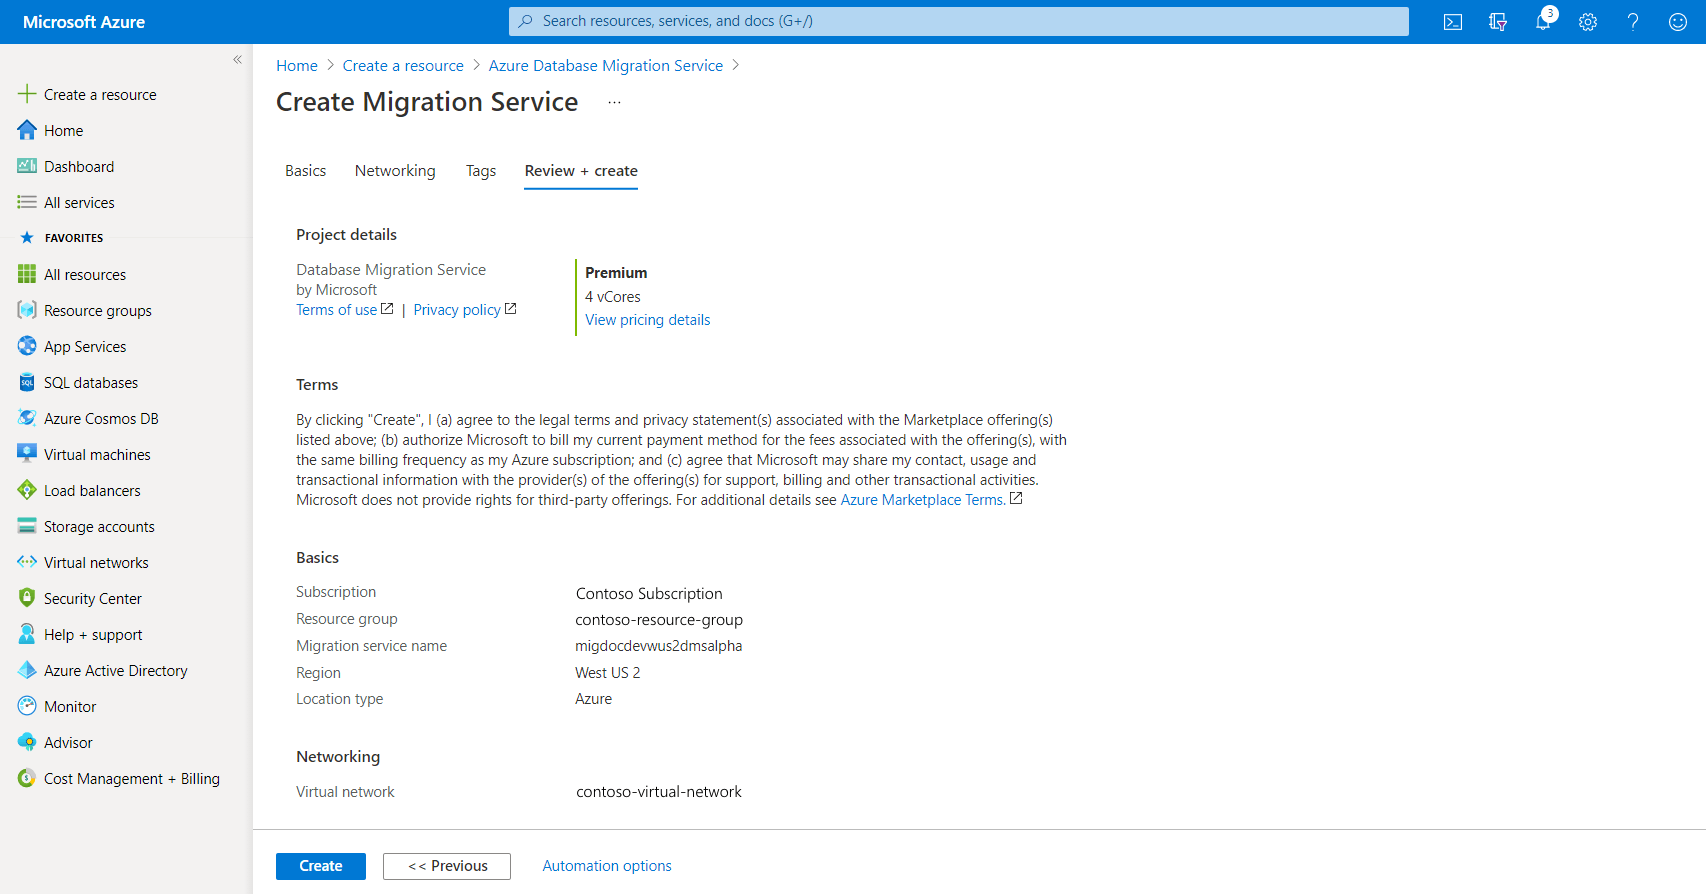 Microsoft Azure
Search resources, services, and docs (G+/)
3
«
Create a resource
Home
Dashboard
All services
FAVORITES
All resources
Resource groups
App Services
SQL databases
Azure Cosmos DB
Virtual machines
Load balancers
Storage accounts
Virtual networks
Security Center
Help + support
Azure Active Directory
Monitor
Advisor
Cost Management + Billing
Home > Create a resource > Azure Database Migration Service >
Create Migration Service ...
Basics Networking Tags Review + create
Project details
Database Migration Service
by Microsoft
Terms of use | Privacy policy
Premium
4 vCores
View pricing details
Terms
By clicking "Create", I (a) agree to the legal terms and privacy statement(s) associated with the Marketplace offering(s)
listed above; (b) authorize Microsoft to bill my current payment method for the fees associated with the offering(s), with
the same billing frequency as my Azure subscription; and (c) agree that Microsoft may share my contact, usage and
transactional information with the provider(s) of the offering(s) for support, billing and other transactional activities.
Microsoft does not provide rights for third-party offerings. For additional details see Azure Marketplace Terms.
Basics
Subscription Contoso Subscription
Resource group contoso-resource-group
Migration service name migdocdevwus2dmsalpha
Region West US 2
Location type Azure
Networking
Virtual network contoso-virtual-network
Create << Previous Automation options